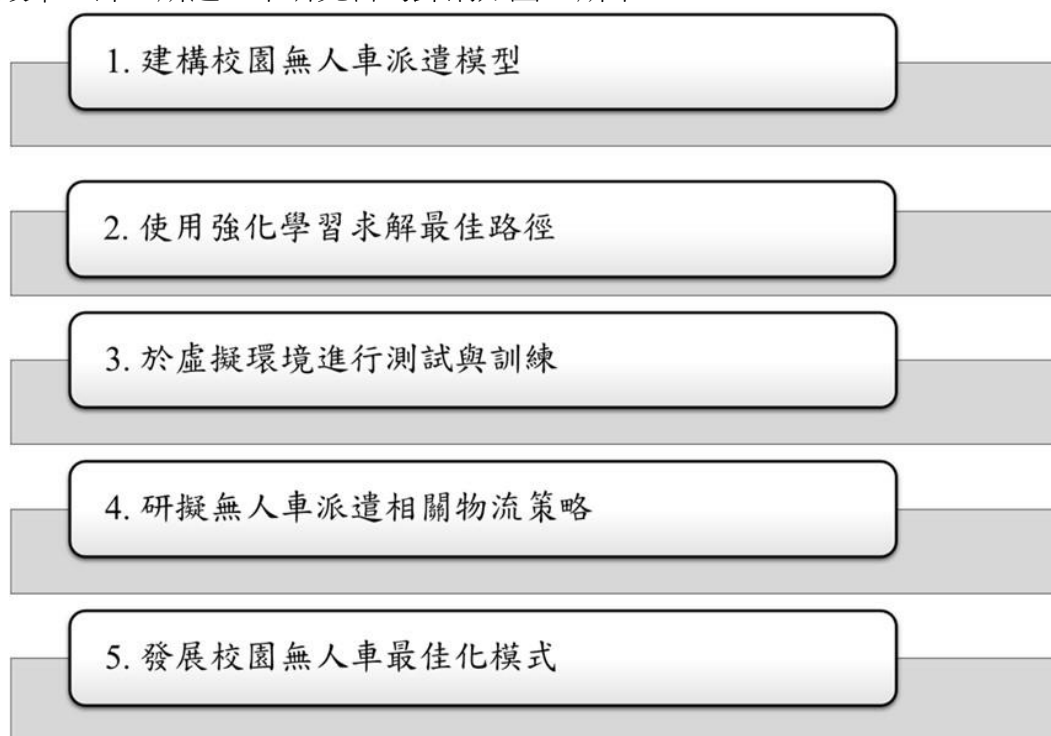 1. 建構校園無人車派遣模型
2. 使用強化學習求解最佳路徑
3. 於虛擬環境進行測試與訓練
4. 研擬無人車派遣相關物流策略
5. 發展校園無人車最佳化模式